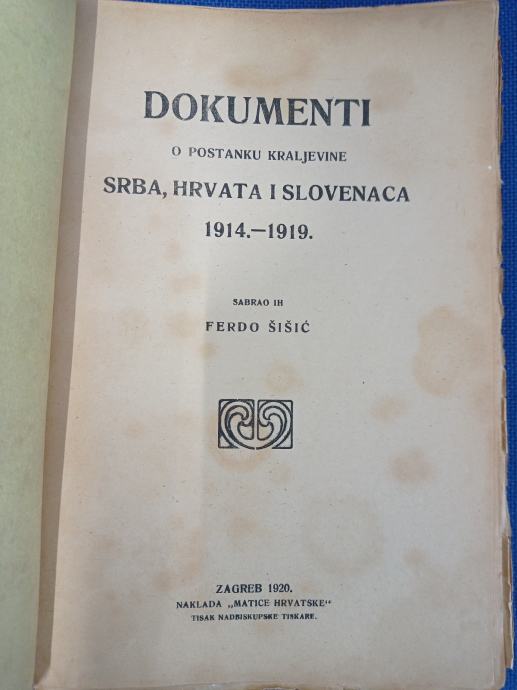 DOKUMENTI
O POSTANKU KRALJEVINE
SRBA, HRVATA I SLOVENACA
1914.—1919.
SABRAO IH
FERDO ŠIŠIĆ
ZAGREB 1920.
NAKLADA „MATICE HRVATSKE“
TISAK NADBISKUPSKE TISKARE.